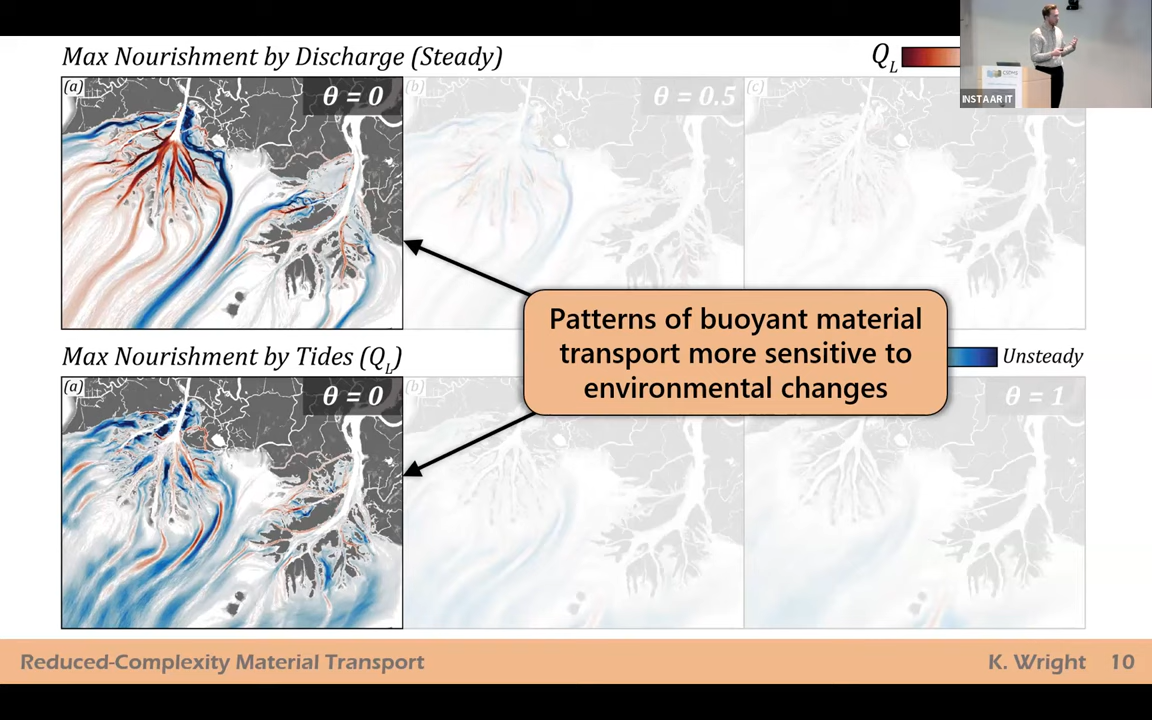 Max Nourishment by Discharge (Steady)
Q_L
INSTAAR IT
(a)
θ = 0
(b)
θ = 0.5
(c)
Patterns of buoyant material
transport more sensitive to
environmental changes
Max Nourishment by Tides (Q_L)
Unsteady
(a)
θ = 0
(b)
θ = 1
Reduced-Complexity Material Transport
K. Wright 10